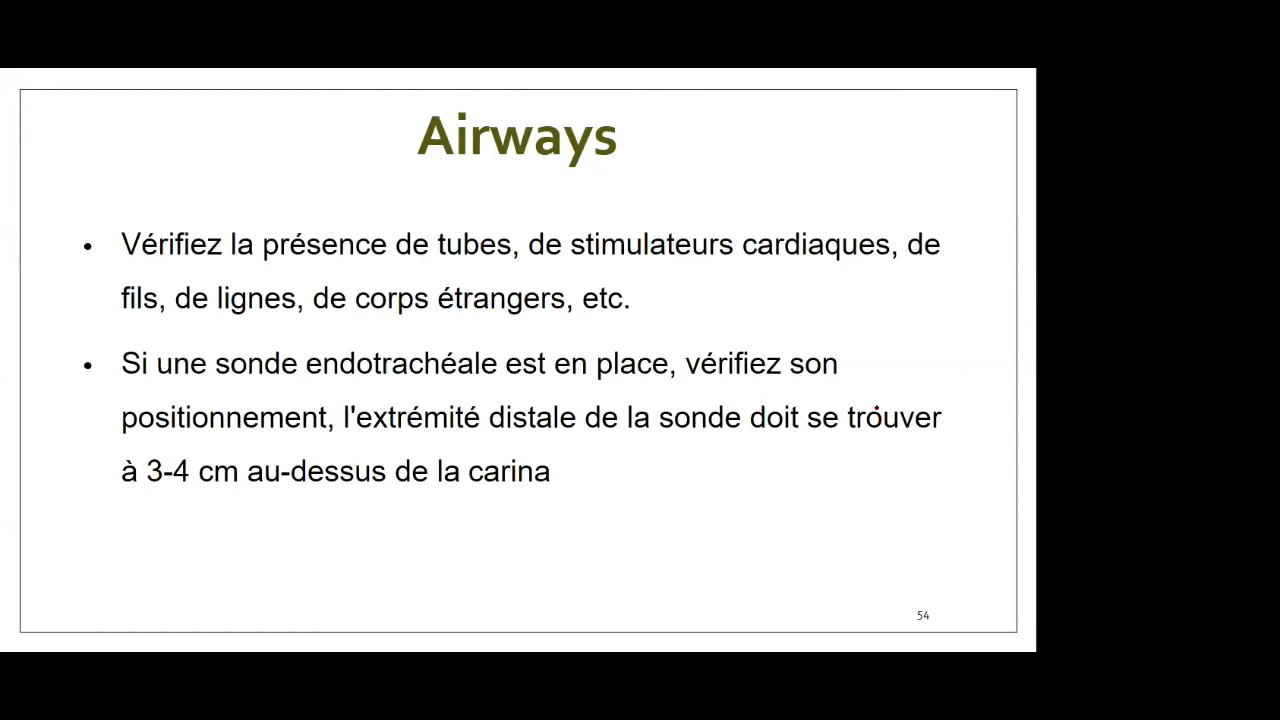 Airways
• Vérifiez la présence de tubes, de stimulateurs cardiaques, de
fils, de lignes, de corps étrangers, etc.
• Si une sonde endotrachéale est en place, vérifiez son
positionnement, l'extrémité distale de la sonde doit se trouver
à 3-4 cm au-dessus de la carina
54